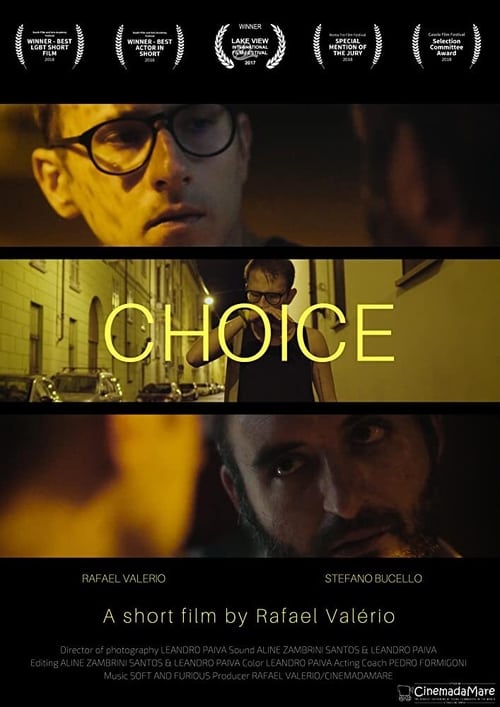 WINNER - BEST
LGBT SHORT
FILM
2018
WINNER - BEST
ACTOR IN
SHORT
2018
WINNER
LAKE VIEW
INTERNATIONAL
FILM FESTIVAL
2017
SPECIAL
MENTION OF
THE JURY
2018
Selection
Committee Award
2018
CHOICE
RAFAEL VALERIO STEFANO BUCELLO
A short film by Rafael Valério
Director of photography LEANDRO PAIVA Sound ALINE ZAMBRINI SANTOS & LEANDRO PAIVA
Editing ALINE ZAMBRINI SANTOS & LEANDRO PAIVA Color LEANDRO PAIVA Acting Coach PEDRO FORMIGONI
Music SOFT AND FURIOUS Producer RAFAEL VALERIO/CINEMADAMARE
CinemadaMare